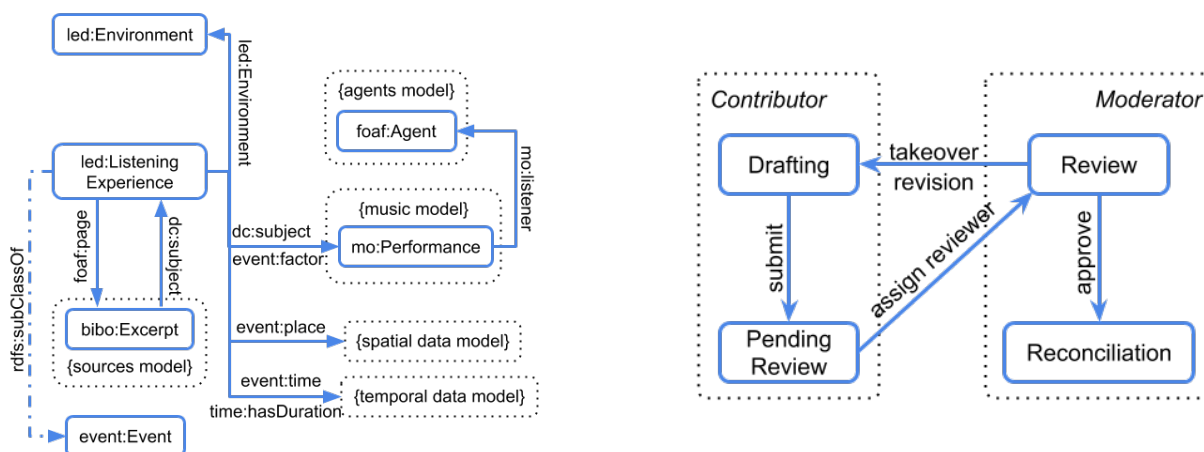 led:Environment
led:Environment
{agents model}
foaf:Agent
mo:listener
led:Listening
Experience
foaf:page
dc:subject
rdfs:subClassOf
dc:subject
event:factor
{music model}
mo:Performance
bibo:Excerpt
{sources model}
event:place
{spatial data model}
event:time
time:hasDuration
{temporal data model}
event:Event
Contributor
Moderator
Drafting
takeover
revision
Review
submit
assign reviewer
approve
Pending
Review
Reconciliation